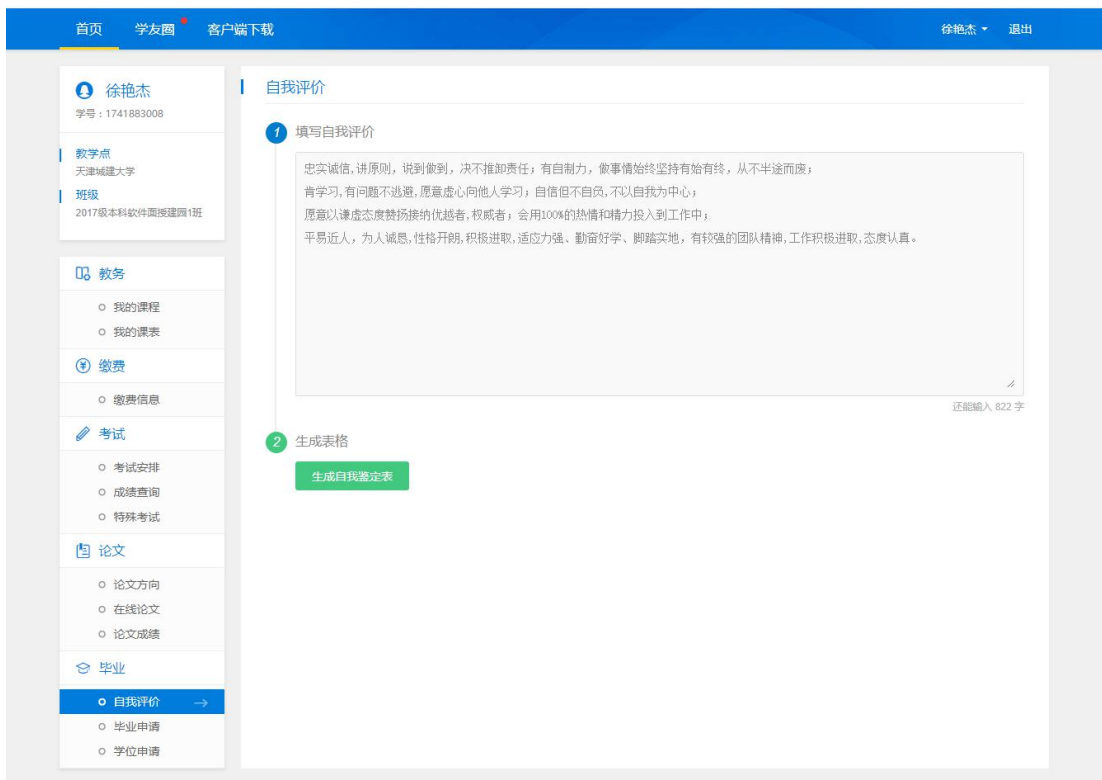 首页 学友圈 客户端下载 徐艳杰 退出
徐艳杰
学号：1741883008
教学点
天津城建大学
班级
2017级本科软件面授建园1班
教务
我的课程
我的课表
缴费
缴费信息
考试
考试安排
成绩查询
特殊考试
论文
论文方向
在线论文
论文成绩
毕业
自我评价
毕业申请
学位申请
自我评价
1 填写自我评价
忠实诚信,讲原则，说到做到，决不推卸责任；有自制力，做事情始终坚持有始有终，从不半途而废；
肯学习,有问题不逃避,愿意虚心向他人学习；自信但不自负,不以自我为中心；
愿意以谦虚态度赞扬接纳优越者,权威者；会用100%的热情和精力投入到工作中；
平易近人，为人诚恳,性格开朗,积极进取,适应力强、勤奋好学、脚踏实地，有较强的团队精神,工作积极进取,态度认真。
还能输入 822 字
2 生成表格
生成自我鉴定表